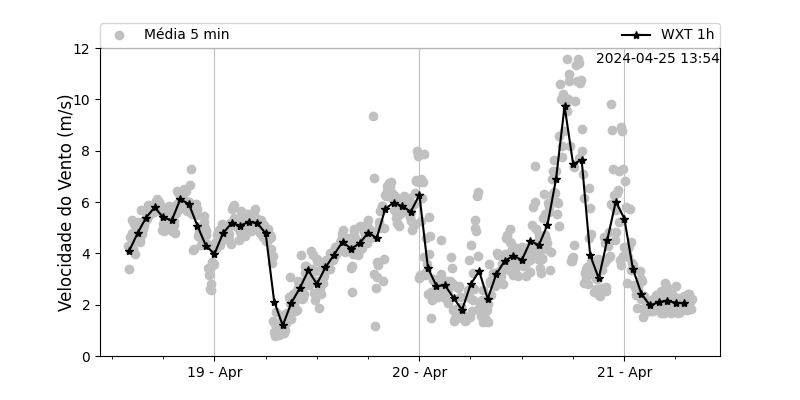 Média 5 min
WXT 1h
2024-04-25 13:54
Velocidade do Vento (m/s)
12
10
8
6
4
2
0
19 - Apr
20 - Apr
21 - Apr